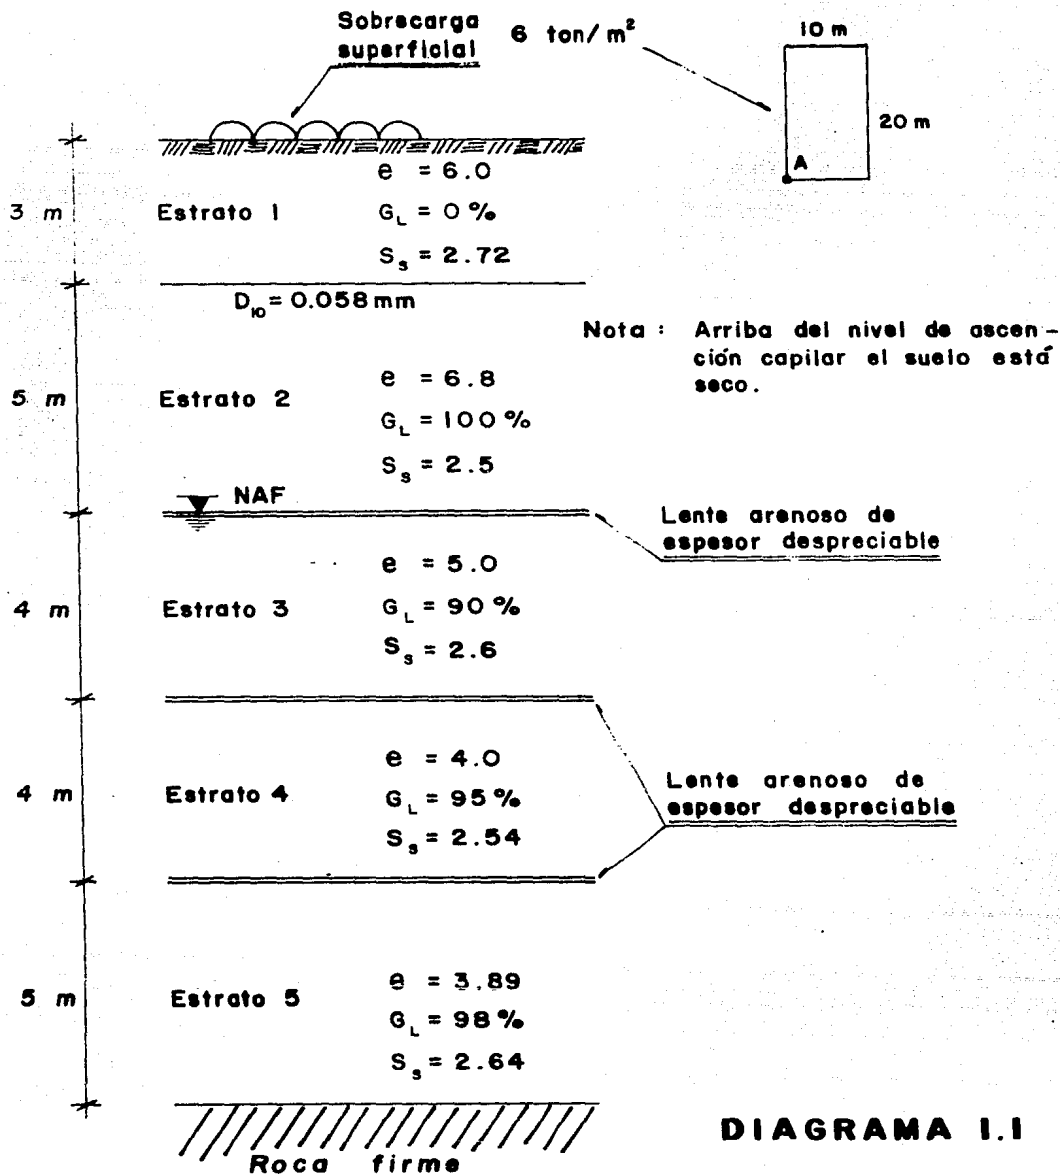 Sobrecarga
superficial
6 ton/m²
10 m
20 m
A
3 m
Estrato 1
e = 6.0
G_L = 0 %
S_s = 2.72
D_10 = 0.058 mm
Nota : Arriba del nivel de ascen-
ción capilar el suelo está
seco.
5 m
Estrato 2
e = 6.8
G_L = 100 %
S_s = 2.5
NAF
Lente arenoso de
espesor despreciable
4 m
Estrato 3
e = 5.0
G_L = 90 %
S_s = 2.6
4 m
Estrato 4
e = 4.0
G_L = 95 %
S_s = 2.54
Lente arenoso de
espesor despreciable
5 m
Estrato 5
e = 3.89
G_L = 98 %
S_s = 2.64
Roca firme
DIAGRAMA 1.1